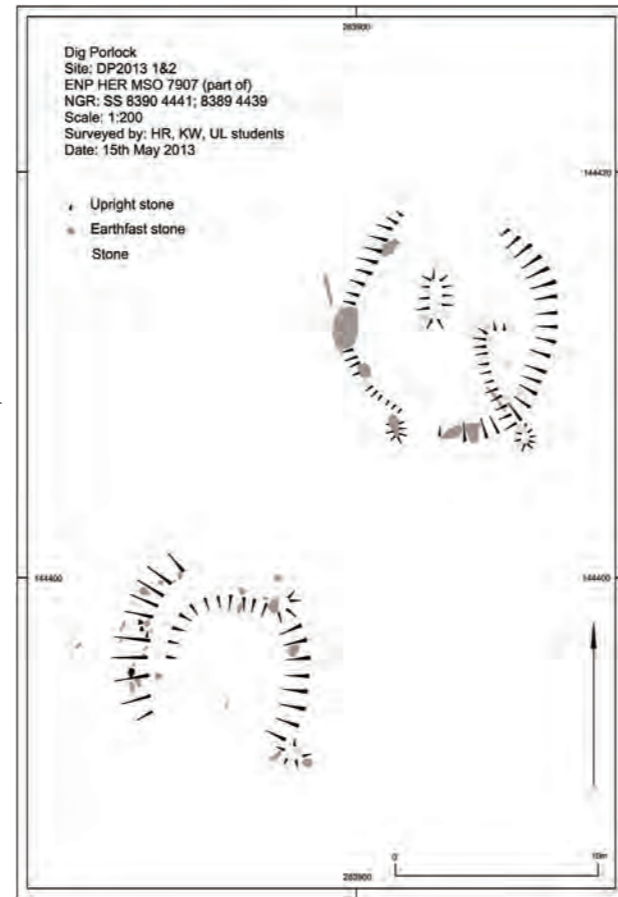 283900
Dig Porlock
Site: DP2013 1&2
ENP HER MSO 7907 (part of)
NGR: SS 8390 4441; 8389 4439
Scale: 1:200
Surveyed by: HR, KW, UL students
Date: 15th May 2013
144420
Upright stone
Earthfast stone
Stone
144400
144400
0
10m
283900